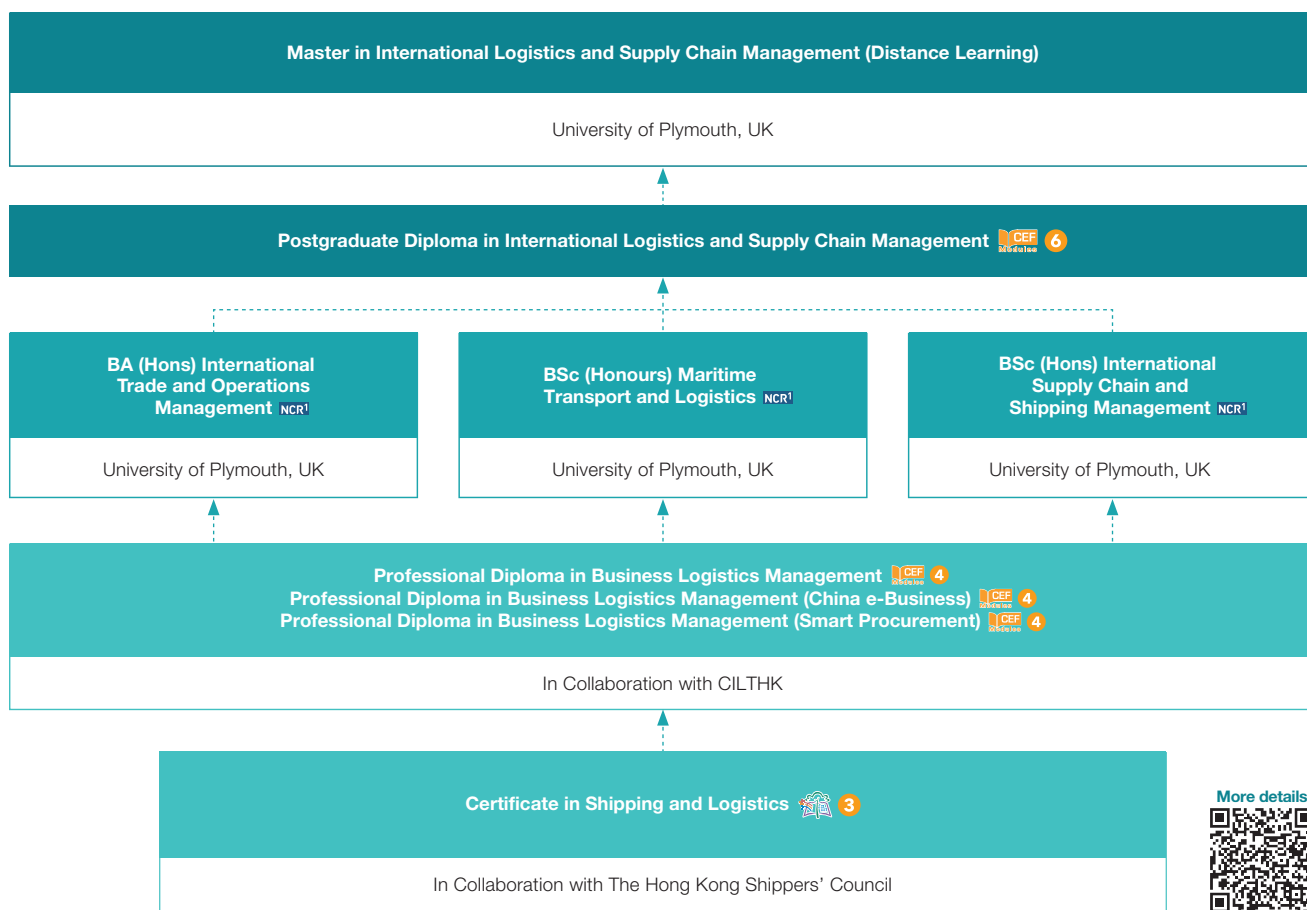 Master in International Logistics and Supply Chain Management (Distance Learning)
University of Plymouth, UK
Postgraduate Diploma in International Logistics and Supply Chain Management CEF Modules 6
BA (Hons) International
Trade and Operations
Management NCR1
University of Plymouth, UK
BSc (Honours) Maritime
Transport and Logistics NCR1
University of Plymouth, UK
BSc (Hons) International
Supply Chain and
Shipping Management NCR1
University of Plymouth, UK
Professional Diploma in Business Logistics Management CEF Modules 4
Professional Diploma in Business Logistics Management (China e-Business) CEF Modules 4
Professional Diploma in Business Logistics Management (Smart Procurement) CEF Modules 4
In Collaboration with CILTHK
Certificate in Shipping and Logistics 3
In Collaboration with The Hong Kong Shippers’ Council
More details